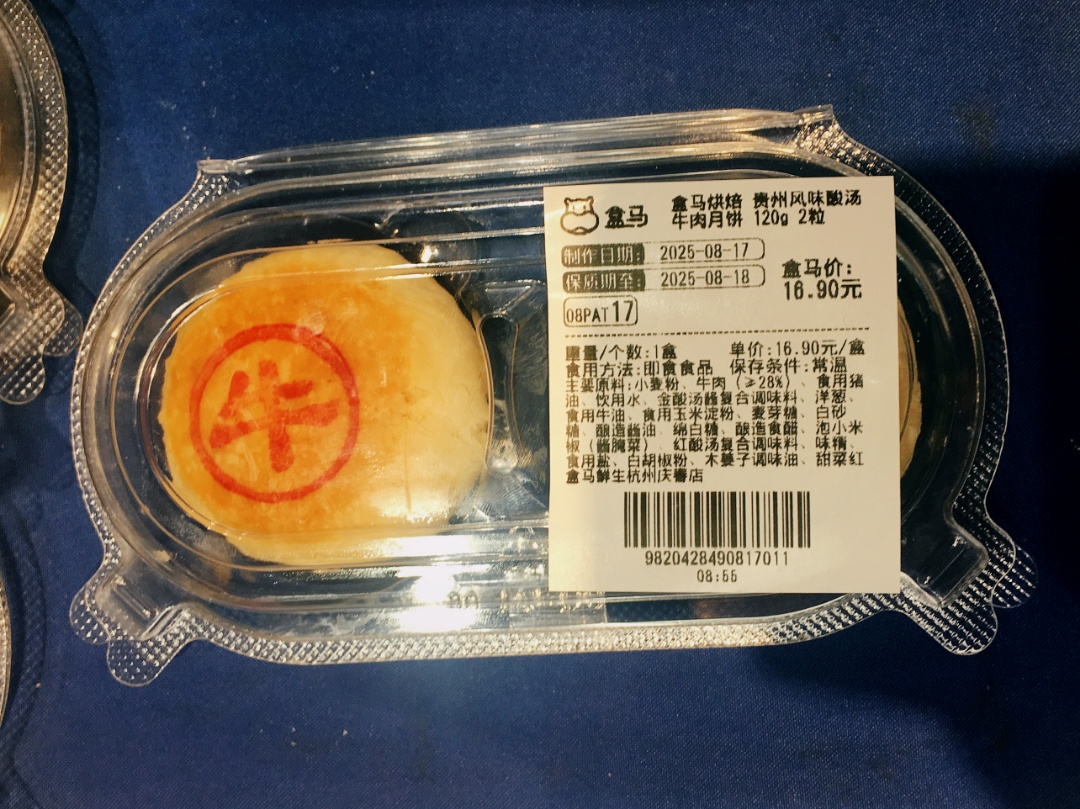 牛
盒马
盒马烘焙 贵州风味酸汤
牛肉月饼 120g 2粒
制作日期: 2025-08-17
保质期至: 2025-08-18
盒马价:
16.90元
08PAT 17
重量/个数:1盒 单价:16.90元/盒
食用方法:即食食品 保存条件:常温
主要原料:小麦粉、牛肉(≥28%)、食用猪
油、饮用水、金酸汤酱复合调味料、洋葱、
食用牛油、食用玉米淀粉、麦芽糖、白砂
糖、酿造酱油、绵白糖、酿造食醋、泡小米
椒(酱腌菜)、红酸汤复合调味料、味精、
食用盐、白胡椒粉、木姜子调味油、甜菜红
盒马鲜生杭州庆春店
9820428490817011
08:55